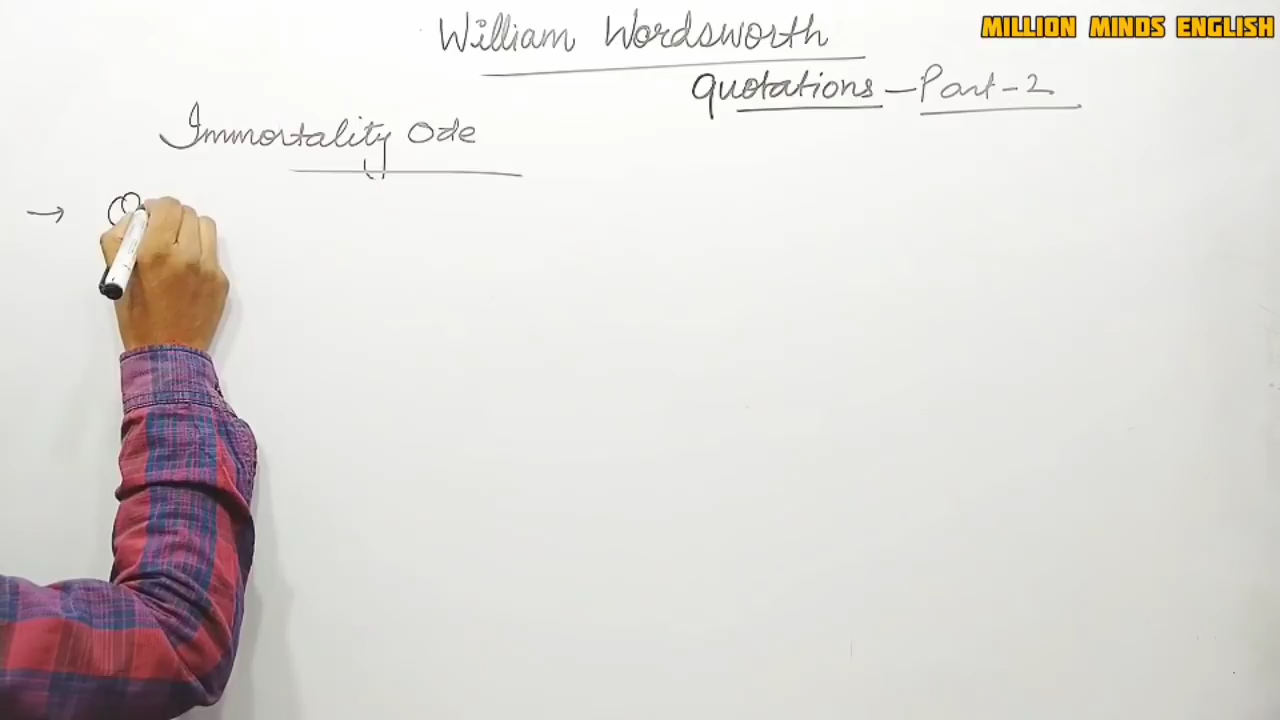 MILLION MINDS ENGLISH
William Wordsworth
Quotations - Part - 2
Immortality Ode
→